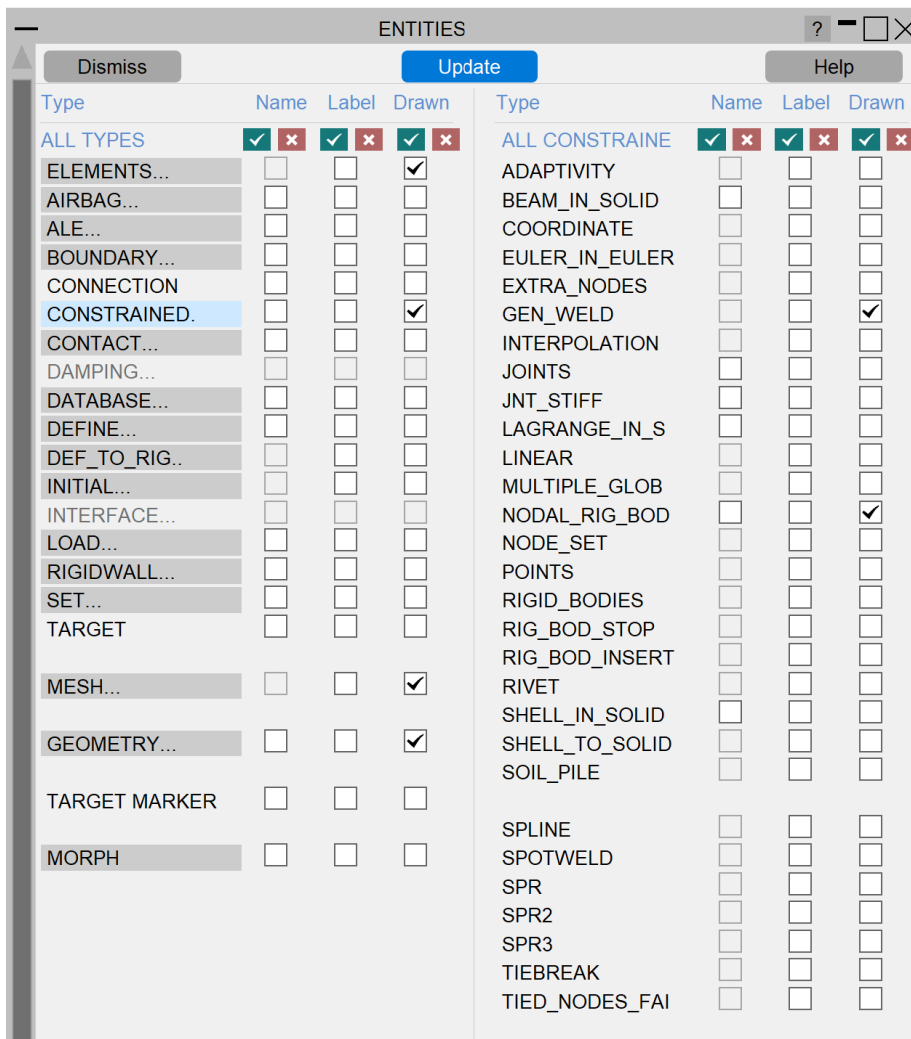 ENTITIES
?
Dismiss Update Help
Type Name Label Drawn
ALL TYPES
ELEMENTS...
AIRBAG...
ALE...
BOUNDARY...
CONNECTION
CONSTRAINED.
CONTACT...
DAMPING...
DATABASE...
DEFINE...
DEF_TO_RIG..
INITIAL...
INTERFACE...
LOAD...
RIGIDWALL...
SET...
TARGET
MESH...
GEOMETRY...
TARGET MARKER
MORPH
Type Name Label Drawn
ALL CONSTRAINE
ADAPTIVITY
BEAM_IN_SOLID
COORDINATE
EULER_IN_EULER
EXTRA_NODES
GEN_WELD
INTERPOLATION
JOINTS
JNT_STIFF
LAGRANGE_IN_S
LINEAR
MULTIPLE_GLOB
NODAL_RIG_BOD
NODE_SET
POINTS
RIGID_BODIES
RIG_BOD_STOP
RIG_BOD_INSERT
RIVET
SHELL_IN_SOLID
SHELL_TO_SOLID
SOIL_PILE
SPLINE
SPOTWELD
SPR
SPR2
SPR3
TIEBREAK
TIED_NODES_FAI